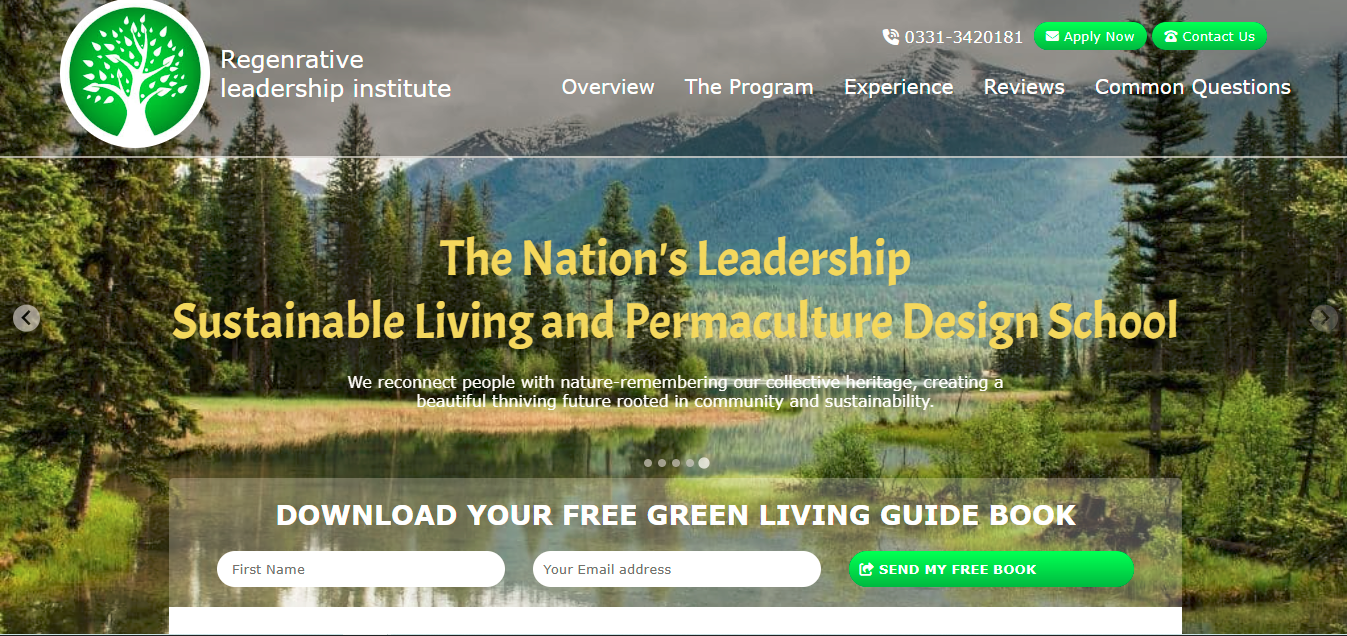 Regenrative
leadership institute
0331-3420181
Apply Now
Contact Us
Overview
The Program
Experience
Reviews
Common Questions
The Nation's Leadership
Sustainable Living and Permaculture Design School
We reconnect people with nature-remembering our collective heritage, creating a
beautiful thniving future rooted in community and sustainability.
DOWNLOAD YOUR FREE GREEN LIVING GUIDE BOOK
First Name
Your Email address
SEND MY FREE BOOK